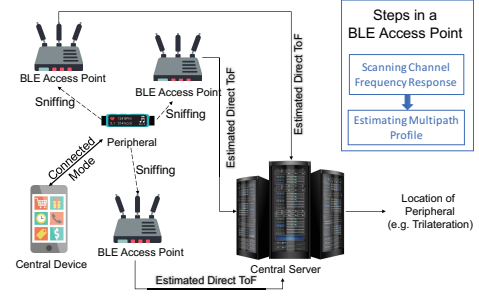 Steps in a
BLE Access Point
Scanning Channel
Frequency Response
Estimating Multipath
Profile
BLE Access Point
Sniffing
BLE Access Point
Sniffing
Estimated Direct ToF
Estimated Direct ToF
Peripheral
Connected
Mode
Sniffing
Central Device
BLE Access Point
Estimated Direct ToF
Central Server
Location of
Peripheral
(e.g. Trilateration)